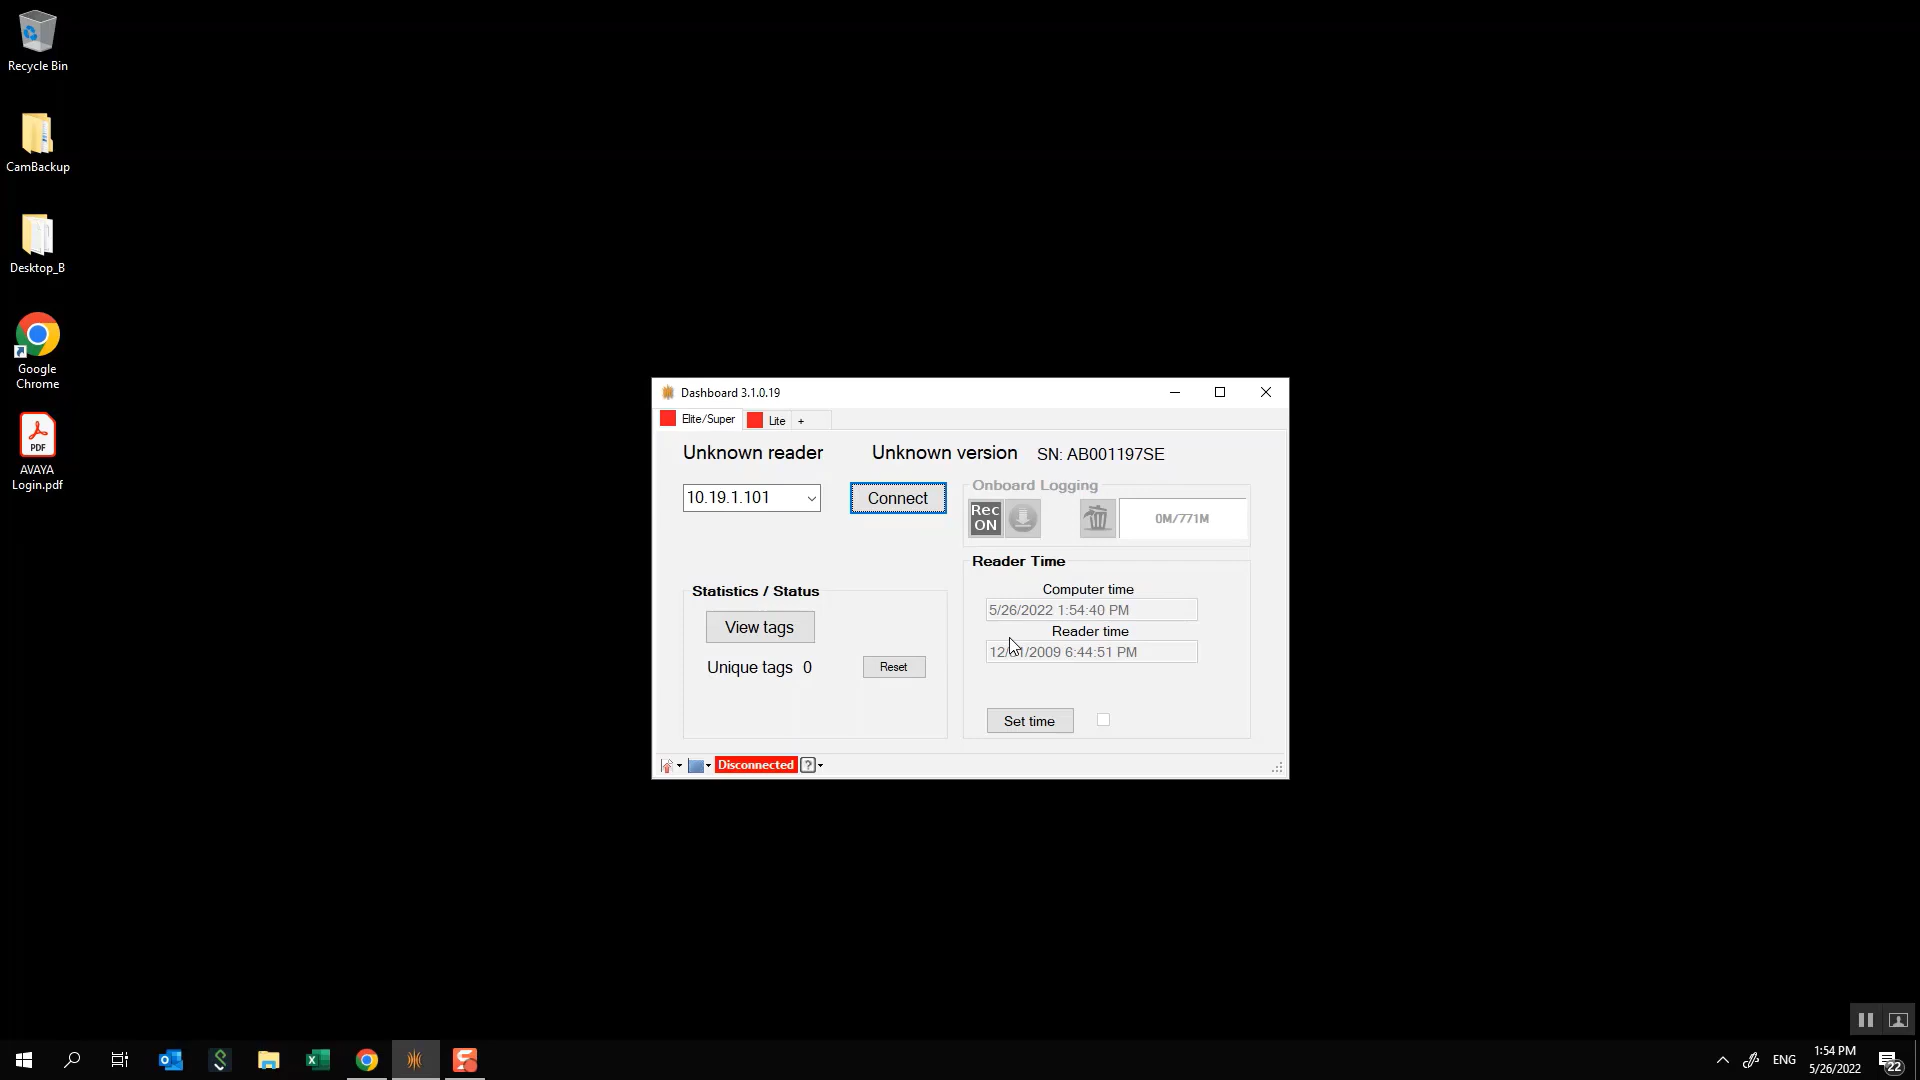 Recycle Bin
CamBackup
Desktop_B
Google
Chrome
PDF
AVAYA
Login.pdf
Dashboard 3.1.0.19
Elite/Super
Lite
+
Unknown reader
Unknown version
SN: AB001197SE
10.19.1.101
Connect
Onboard Logging
Rec
ON
0M/771M
Statistics / Status
View tags
Unique tags 0
Reset
Reader Time
Computer time
5/26/2022 1:54:40 PM
Reader time
12/31/2009 6:44:51 PM
Set time
Disconnected
?
ENG
1:54 PM
5/26/2022
22